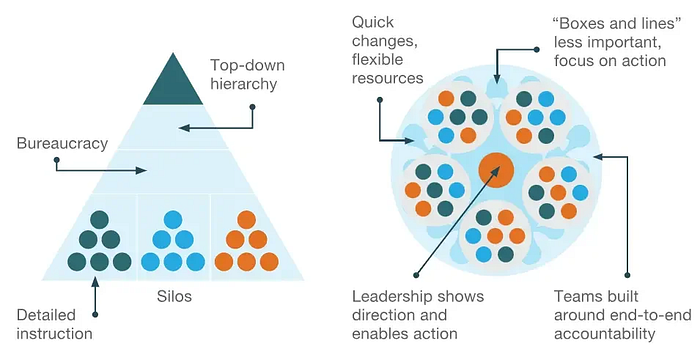 Top-down
hierarchy
Bureaucracy
Silos
Detailed
instruction
Quick
changes,
flexible
resources
“Boxes and lines”
less important,
focus on action
Leadership shows
direction and
enables action
Teams built
around end-to-end
accountability